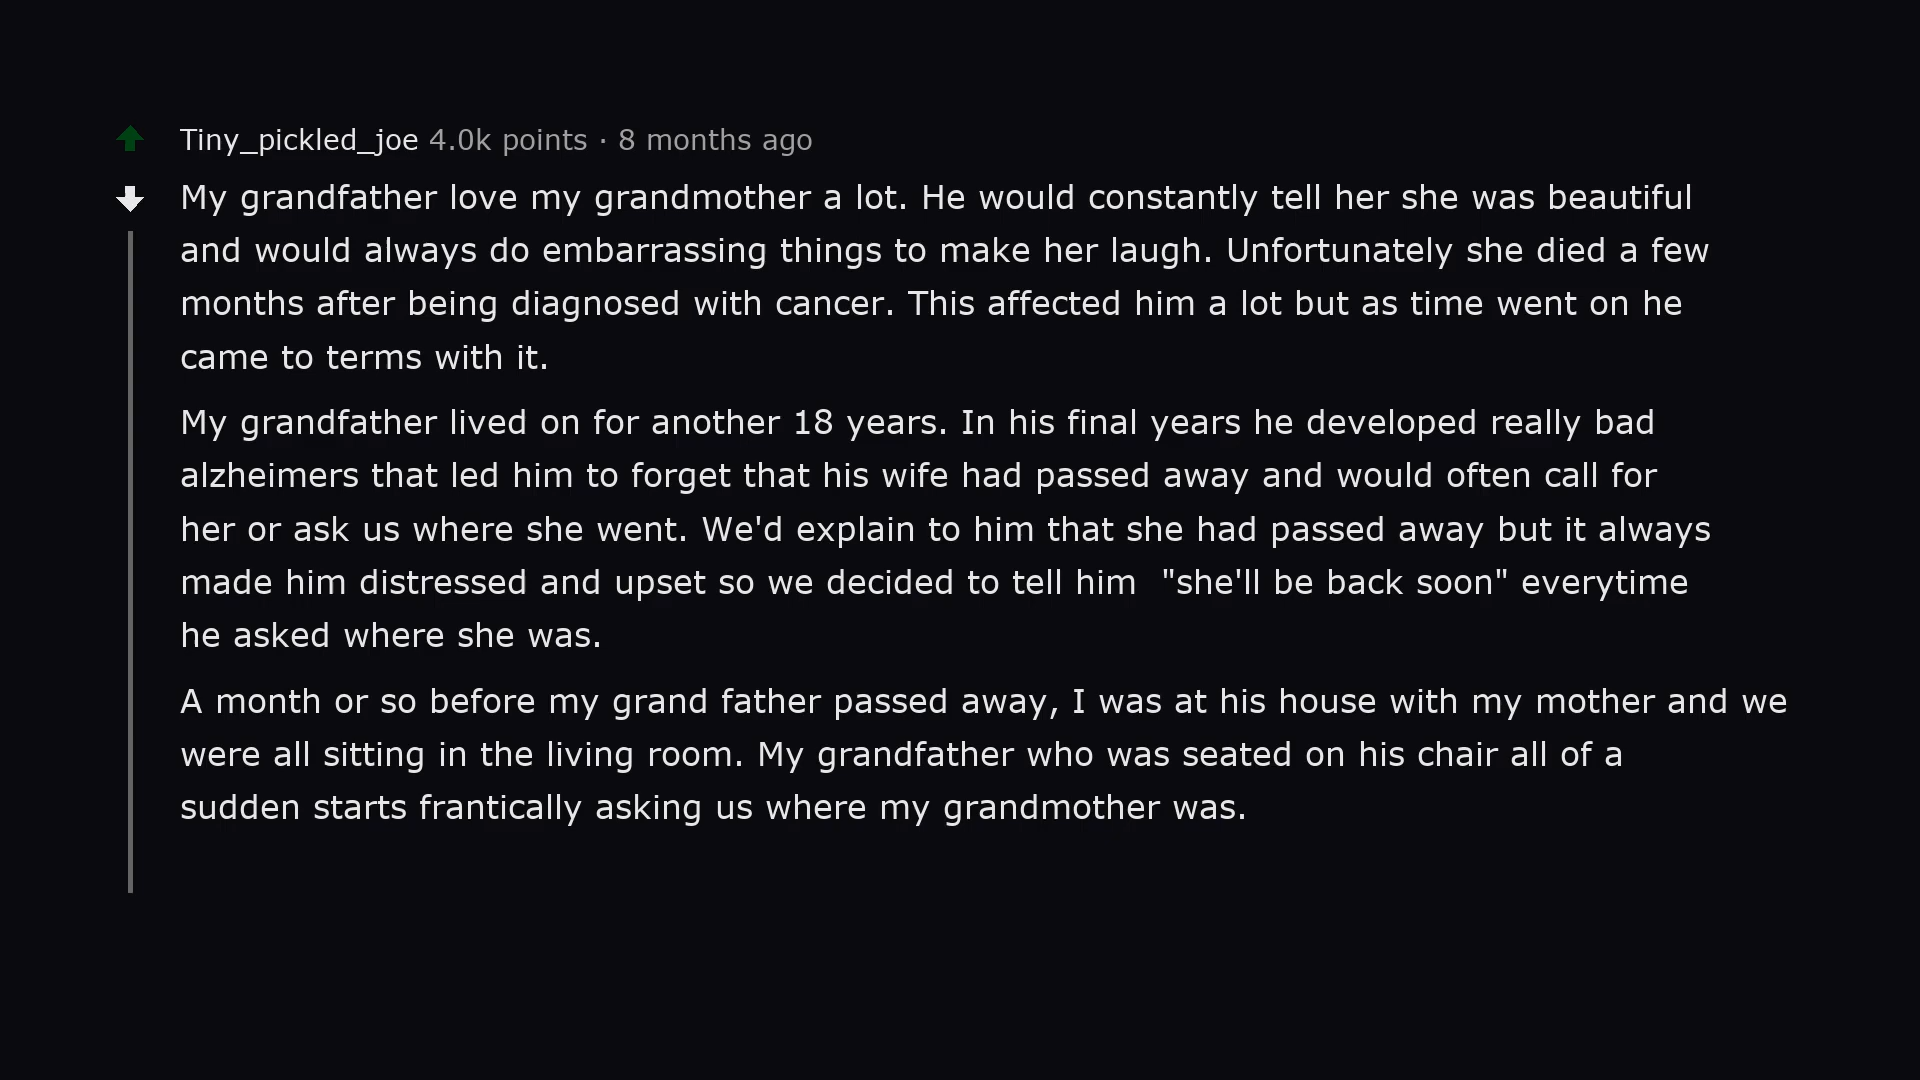 Tiny_pickled_joe 4.0k points · 8 months ago
My grandfather love my grandmother a lot. He would constantly tell her she was beautiful
and would always do embarrassing things to make her laugh. Unfortunately she died a few
months after being diagnosed with cancer. This affected him a lot but as time went on he
came to terms with it.
My grandfather lived on for another 18 years. In his final years he developed really bad
alzheimers that led him to forget that his wife had passed away and would often call for
her or ask us where she went. We'd explain to him that she had passed away but it always
made him distressed and upset so we decided to tell him  "she'll be back soon" everytime
he asked where she was.
A month or so before my grand father passed away, I was at his house with my mother and we
were all sitting in the living room. My grandfather who was seated on his chair all of a
sudden starts frantically asking us where my grandmother was.